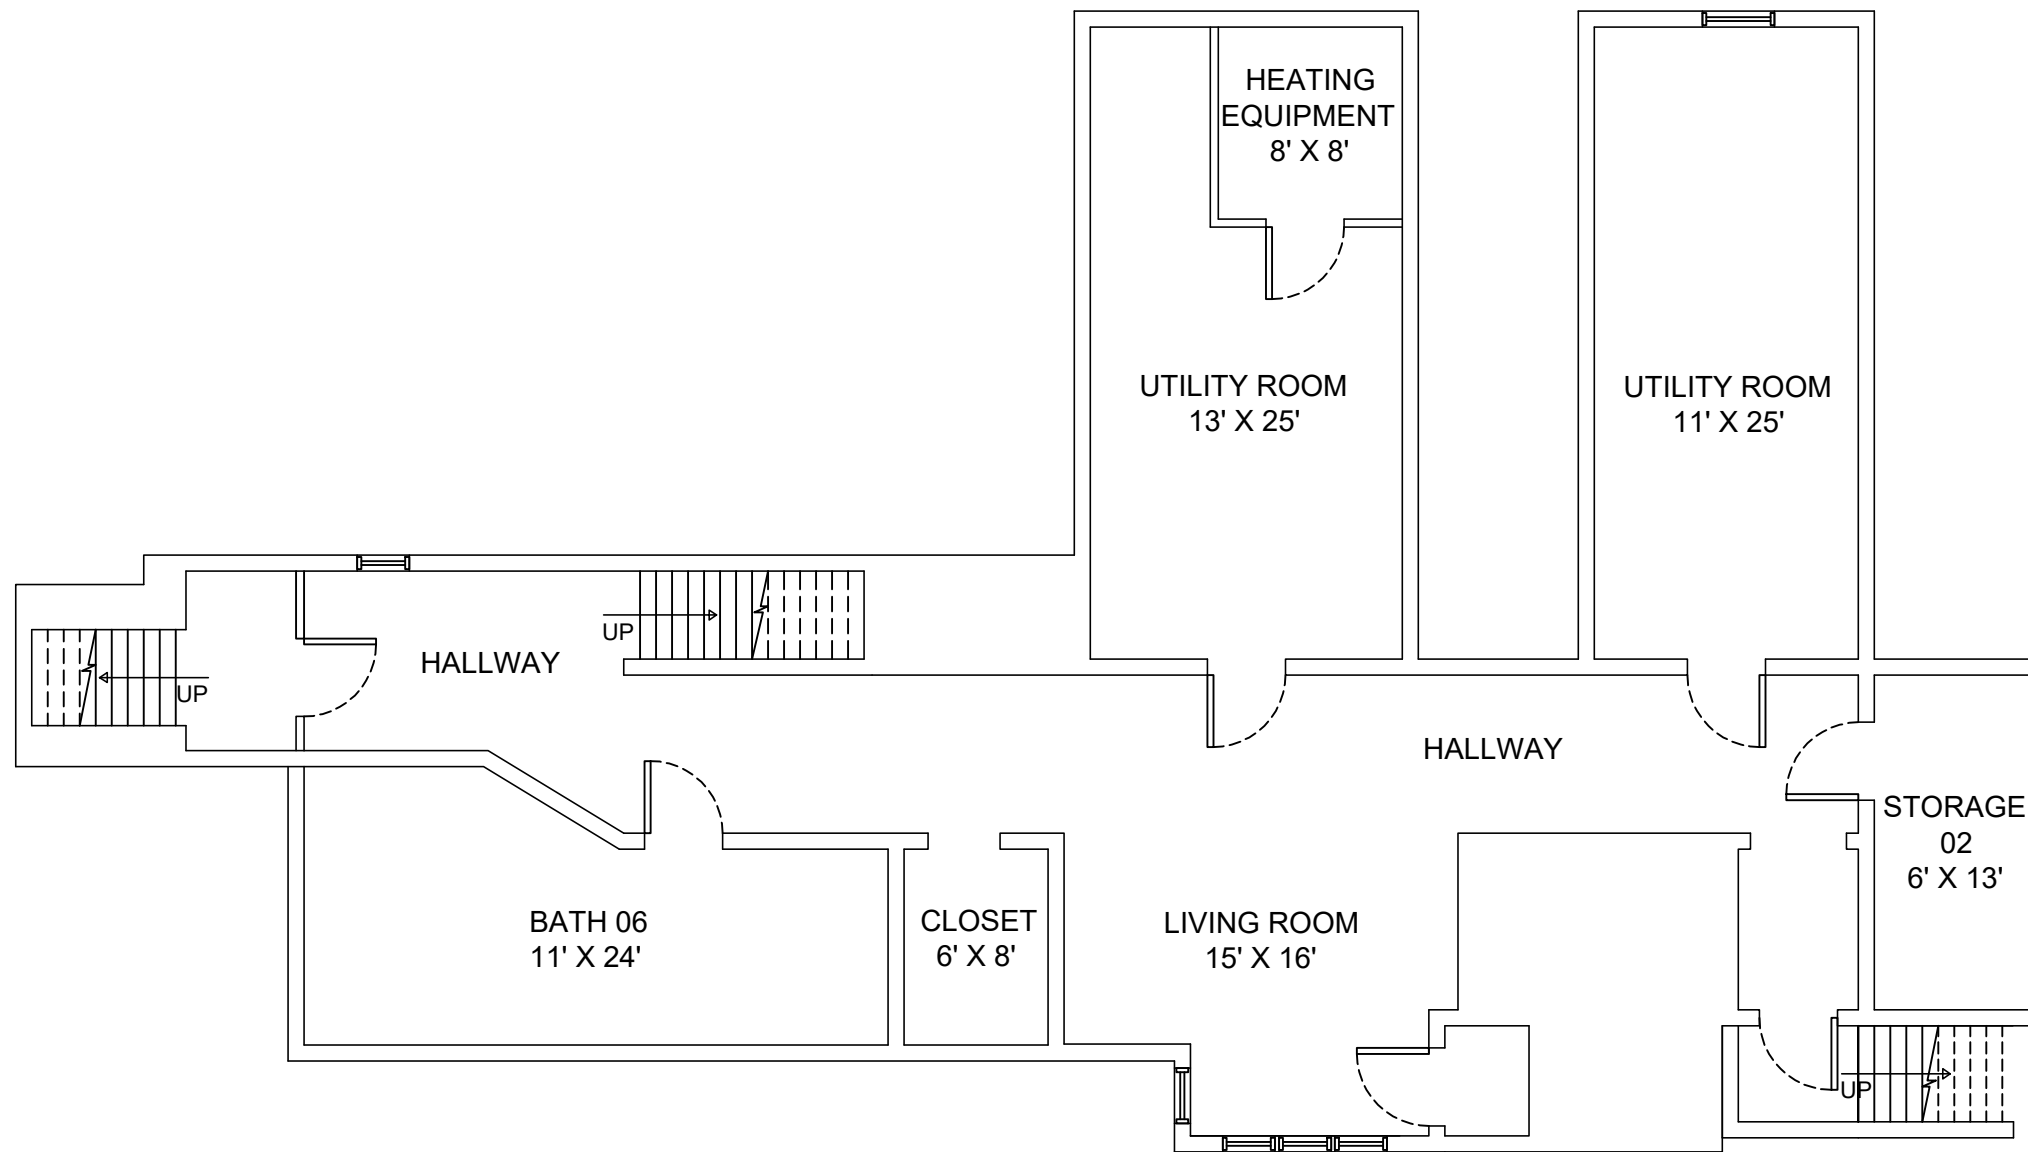 HEATING
EQUIPMENT
8' X 8'
UTILITY ROOM
13' X 25'
UTILITY ROOM
11' X 25'
UP
HALLWAY
UP
HALLWAY
STORAGE
02
6' X 13'
BATH 06
11' X 24'
CLOSET
6' X 8'
LIVING ROOM
15' X 16'
UP